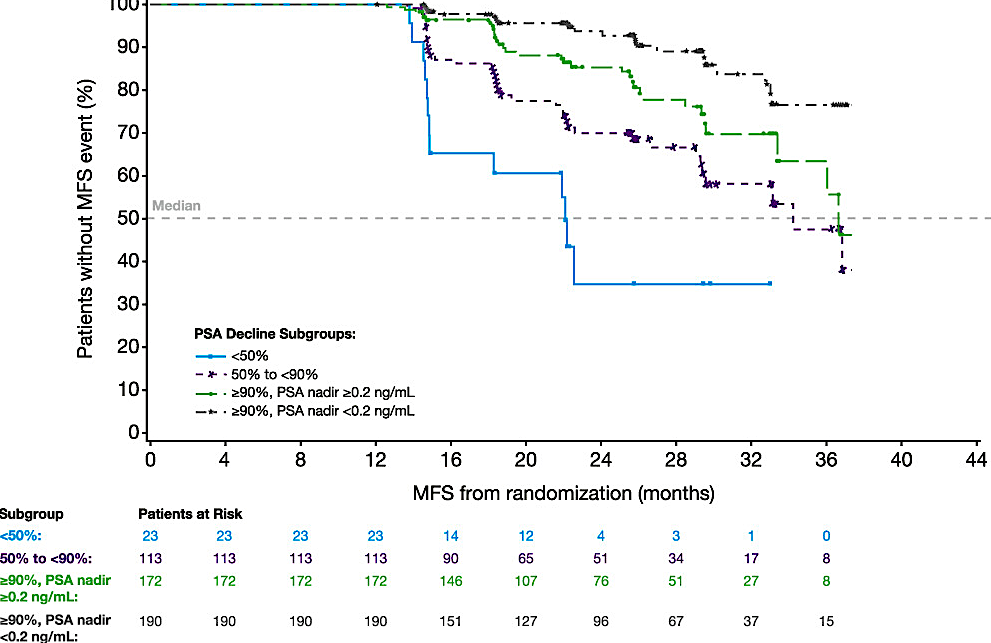 100
90
80
70
60
50
40
30
20
10
0
Patients without MFS event (%)
Median
PSA Decline Subgroups:
<50%
50% to <90%
≥90%, PSA nadir ≥0.2 ng/mL
≥90%, PSA nadir <0.2 ng/mL
0 4 8 12 16 20 24 28 32 36 40 44
MFS from randomization (months)
Subgroup Patients at Risk
<50%: 23 23 23 23 14 12 4 3 1 0
50% to <90%: 113 113 113 113 90 65 51 34 17 8
≥90%, PSA nadir 172 172 172 172 146 107 76 51 27 8
≥0.2 ng/mL:
≥90%, PSA nadir 190 190 190 190 151 127 96 67 37 15
<0.2 ng/mL: